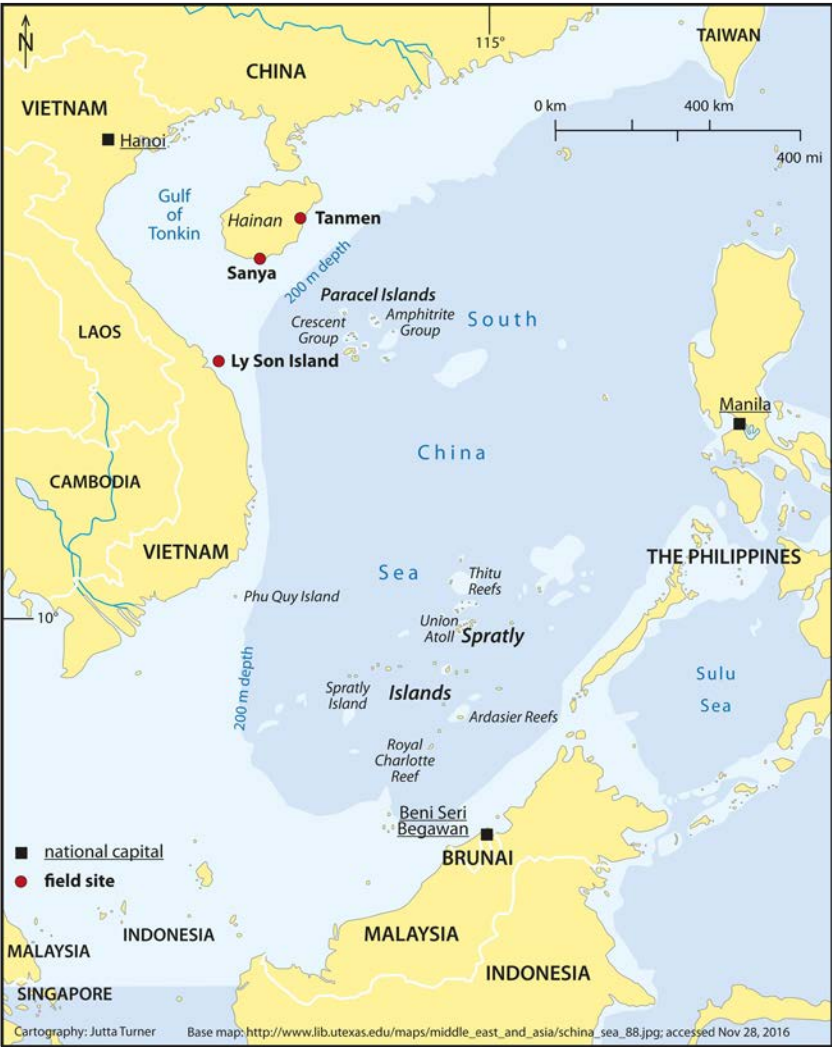 N
115°
TAIWAN
CHINA
VIETNAM
0 km 400 km
400 mi
Hanoi
Gulf
of
Tonkin
Hainan
Tanmen
Sanya
200 m depth
Paracel Islands
Crescent
Group
Amphitrite
Group
South
LAOS
Ly Son Island
Manila
China
CAMBODIA
VIETNAM
THE PHILIPPINES
Sea
Thitu
Reefs
Phu Quy Island
10°
Union
Atoll
Spratly
200 m depth
Spratly
Island
Islands
Ardasier Reefs
Sulu
Sea
Royal
Charlotte
Reef
Beni Seri
Begawan
BRUNAI
national capital
field site
INDONESIA
MALAYSIA
MALAYSIA
INDONESIA
SINGAPORE
Cartography: Jutta Turner Base map: http://www.lib.utexas.edu/maps/middle_east_and_asia/schina_sea_88.jpg; accessed Nov 28, 2016